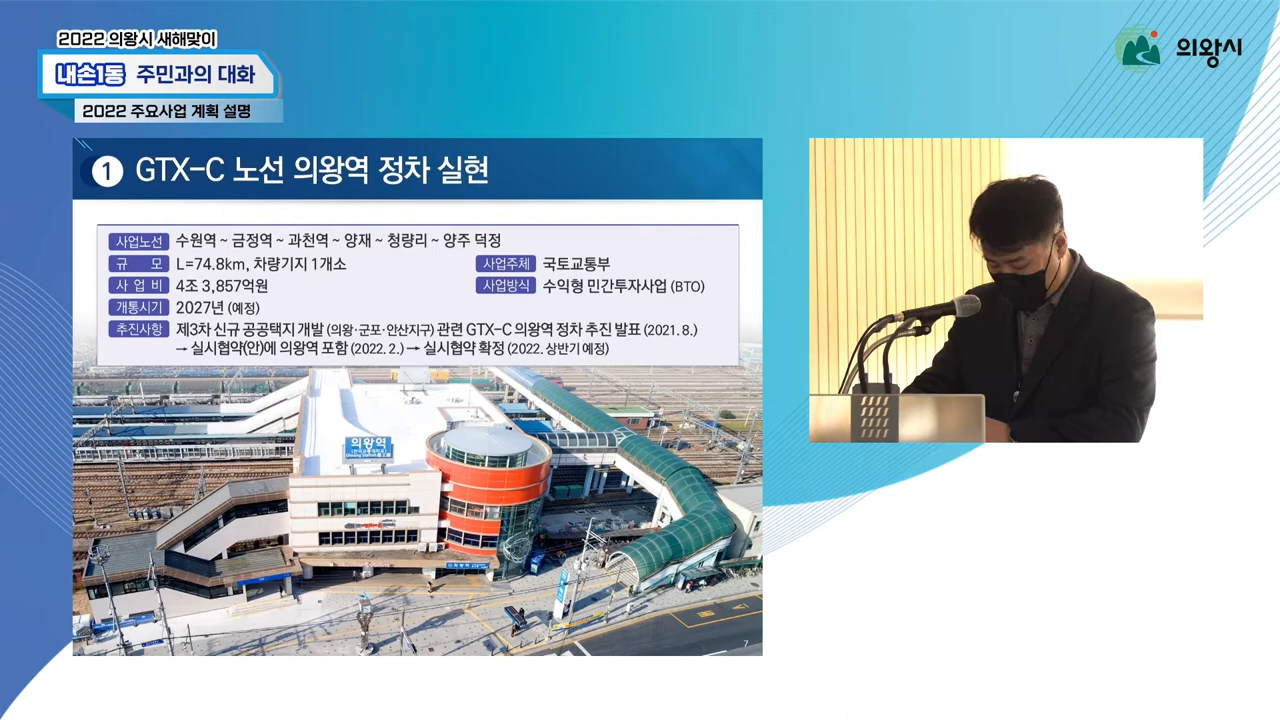 2022 의왕시 새해맞이
내손1동 주민과의 대화
2022 주요사업 계획 설명
의왕시
1 GTX-C 노선 의왕역 정차 실현
사업노선 수원역 ~ 금정역 ~ 과천역 ~ 양재 ~ 청량리 ~ 양주 덕정
규 모 L=74.8km, 차량기지 1개소 사업주체 국토교통부
사 업 비 4조 3,857억원 사업방식 수익형 민간투자사업 (BTO)
개통시기 2027년 (예정)
추진사항 제3차 신규 공공택지 개발 (의왕·군포·안산지구) 관련 GTX-C 의왕역 정차 추진 발표 (2021. 8.)
→ 실시협약(안)에 의왕역 포함 (2022. 2.) → 실시협약 확정 (2022. 상반기 예정)
의왕역
7